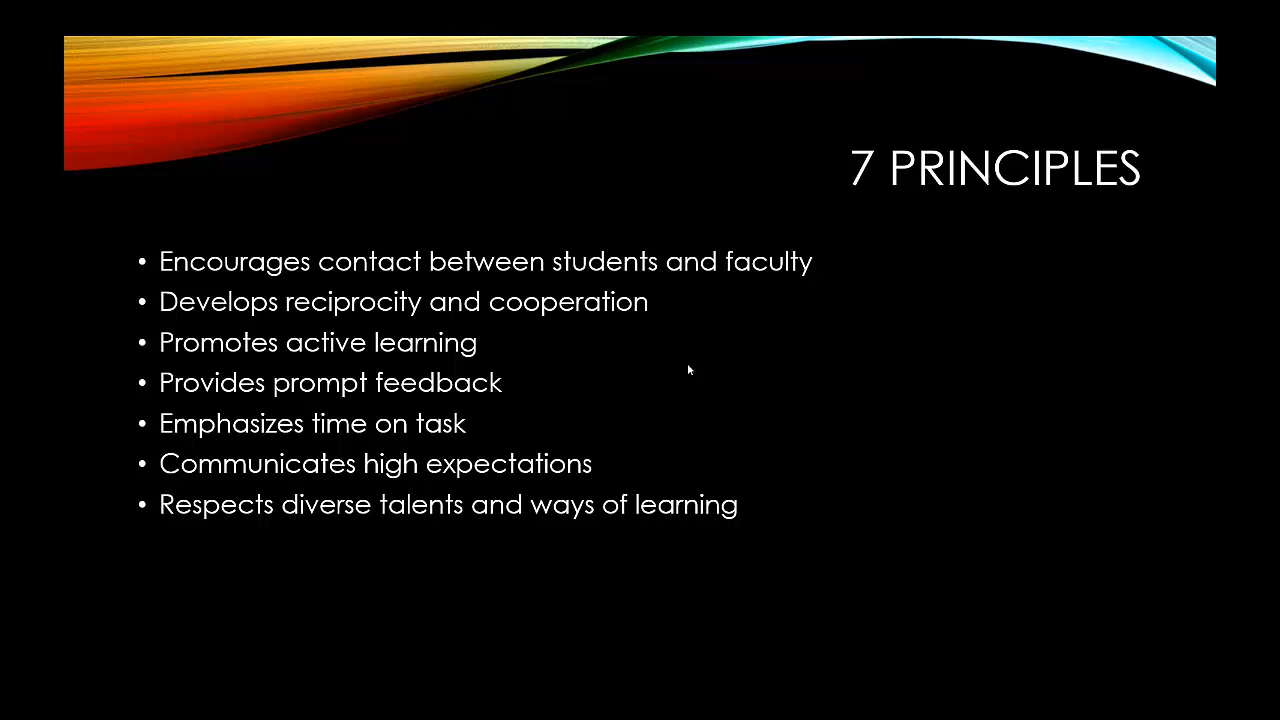 7 PRINCIPLES
• Encourages contact between students and faculty
• Develops reciprocity and cooperation
• Promotes active learning
• Provides prompt feedback
• Emphasizes time on task
• Communicates high expectations
• Respects diverse talents and ways of learning